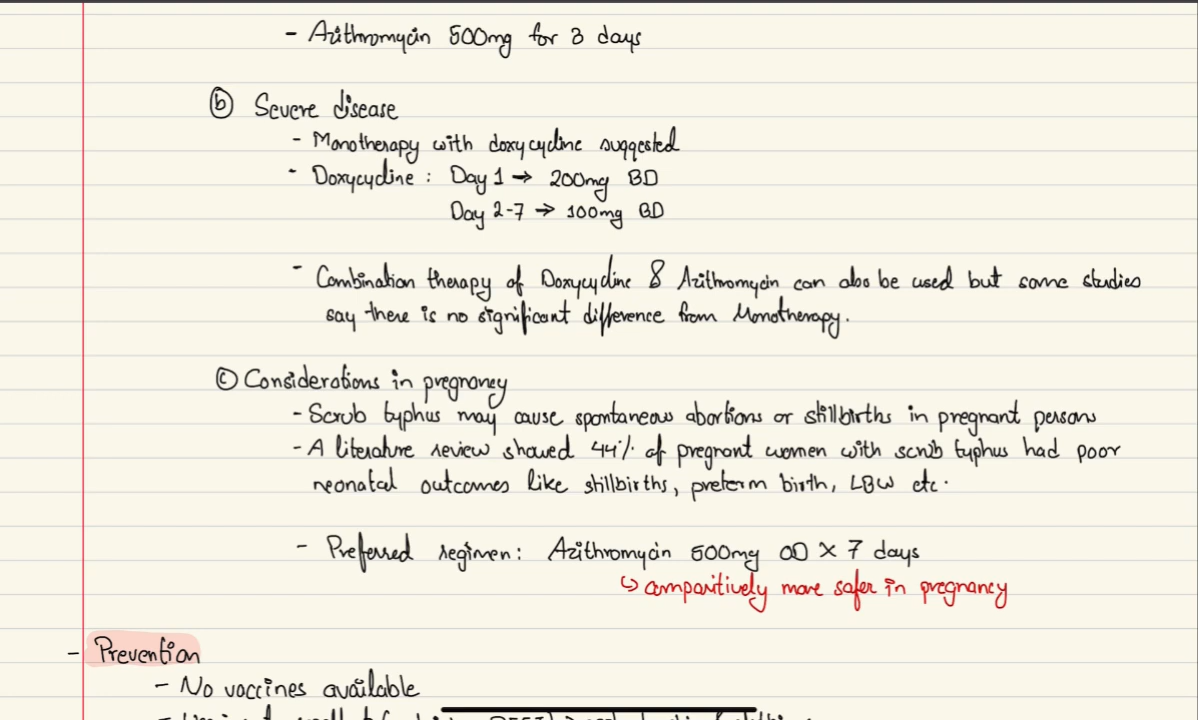 - Azithromycin 500mg for 3 days
ⓑ Severe disease
- Monotherapy with doxycycline suggested
- Doxycycline : Day 1 → 200mg BD
Day 2-7 → 100mg BD
- Combination therapy of Doxycycline & Azithromycin can also be used but some studies
say there is no significant difference from Monotherapy.
ⓒ Considerations in pregnancy
- Scrub typhus may cause spontaneous abortions or stillbirths in pregnant persons
- A literature review showed 44% of pregnant women with scrub typhus had poor
neonatal outcomes like stillbirths, preterm birth, LBW etc.
- Preferred regimen: Azithromycin 500mg OD × 7 days
↳ comparitively more safer in pregnancy
- Prevention
- No vaccines available